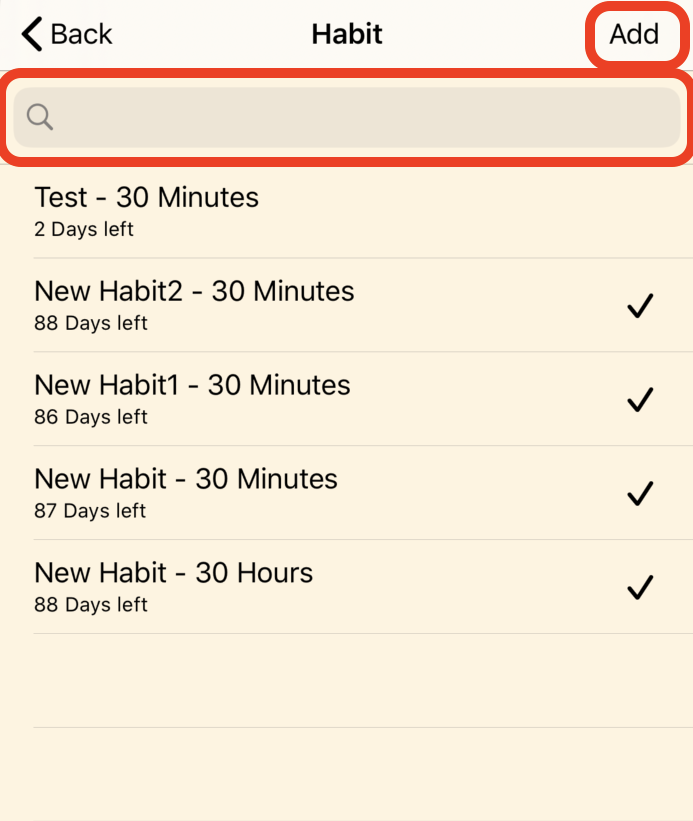 Back Habit Add
Test - 30 Minutes
2 Days left
New Habit2 - 30 Minutes
88 Days left
New Habit1 - 30 Minutes
86 Days left
New Habit - 30 Minutes
87 Days left
New Habit - 30 Hours
88 Days left